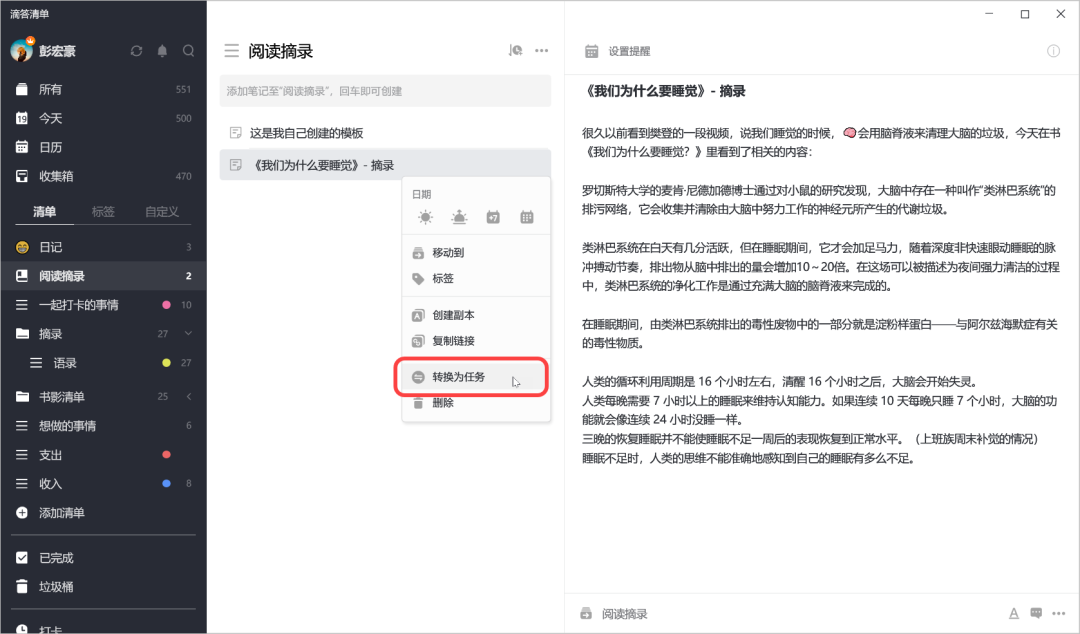 滴答清单
彭宏豪
所有 551
19 今天 500
日历
收集箱 470
清单 标签 自定义
日记 3
阅读摘录 2
一起打卡的事情 10
摘录 27
语录 27
书影清单 25
想做的事情 6
支出
收入 8
添加清单
已完成
垃圾桶
打卡
阅读摘录
添加笔记至“阅读摘录”，回车即可创建
这是我自己创建的模板
《我们为什么要睡觉》- 摘录
日期
+7
移动到
标签
创建副本
复制链接
转换为任务
删除
设置提醒
《我们为什么要睡觉》- 摘录
很久以前看到樊登的一段视频，说我们睡觉的时候，🧠会用脑脊液来清理大脑的垃圾，今天在书
《我们为什么要睡觉？》里看到了相关的内容：
罗切斯特大学的麦肯·尼德加德博士通过对小鼠的研究发现，大脑中存在一种叫作“类淋巴系统”的
排污网络，它会收集并清除由大脑中努力工作的神经元所产生的代谢垃圾。
类淋巴系统在白天有几分活跃，但在睡眠期间，它才会加足马力，随着深度非快速眼动睡眠的脉
冲搏动节奏，排出物从脑中排出的量会增加10～20倍。在这场可以被描述为夜间强力清洁的过程
中，类淋巴系统的净化工作是通过充满大脑的脑脊液来完成的。
在睡眠期间，由类淋巴系统排出的毒性废物中的一部分就是淀粉样蛋白——与阿尔兹海默症有关
的毒性物质。
人类的循环利用周期是 16 个小时左右，清醒 16 个小时之后，大脑会开始失灵。
人类每晚需要 7 小时以上的睡眠来维持认知能力。如果连续 10 天每晚只睡 7 个小时，大脑的功
能就会像连续 24 小时没睡一样。
三晚的恢复睡眠并不能使睡眠不足一周后的表现恢复到正常水平。（上班族周末补觉的情况）
睡眠不足时，人类的思维不能准确地感知到自己的睡眠有多么不足。
阅读摘录